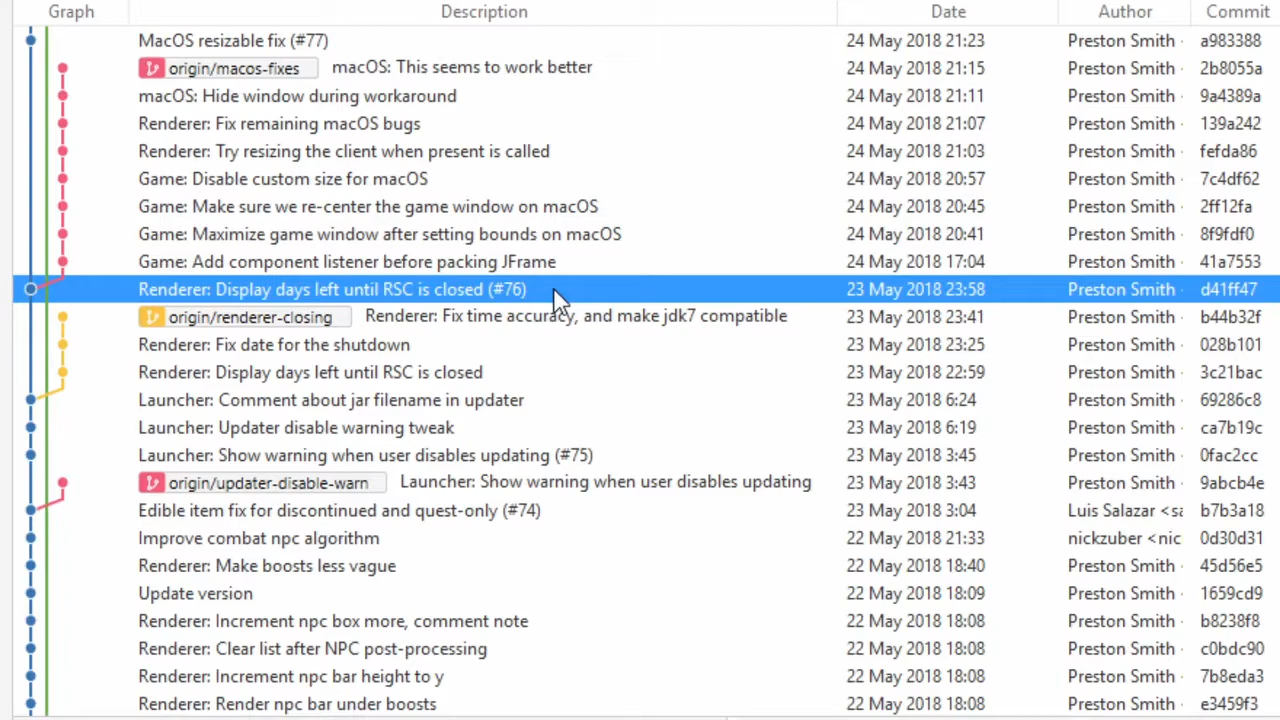 Graph Description Date Author Commit
MacOS resizable fix (#77) 24 May 2018 21:23 Preston Smith a983388
origin/macos-fixes macOS: This seems to work better 24 May 2018 21:15 Preston Smith 2b8055a
macOS: Hide window during workaround 24 May 2018 21:11 Preston Smith 9a4389a
Renderer: Fix remaining macOS bugs 24 May 2018 21:07 Preston Smith 139a242
Renderer: Try resizing the client when present is called 24 May 2018 21:03 Preston Smith fefda86
Game: Disable custom size for macOS 24 May 2018 20:57 Preston Smith 7c4df62
Game: Make sure we re-center the game window on macOS 24 May 2018 20:45 Preston Smith 2ff12fa
Game: Maximize game window after setting bounds on macOS 24 May 2018 20:41 Preston Smith 8f9fdf0
Game: Add component listener before packing JFrame 24 May 2018 17:04 Preston Smith 41a7553
Renderer: Display days left until RSC is closed (#76) 23 May 2018 23:58 Preston Smith d41ff47
origin/renderer-closing Renderer: Fix time accuracy, and make jdk7 compatible 23 May 2018 23:41 Preston Smith b44b32f
Renderer: Fix date for the shutdown 23 May 2018 23:25 Preston Smith 028b101
Renderer: Display days left until RSC is closed 23 May 2018 22:59 Preston Smith 3c21bac
Launcher: Comment about jar filename in updater 23 May 2018 6:24 Preston Smith 69286c8
Launcher: Updater disable warning tweak 23 May 2018 6:19 Preston Smith ca7b19c
Launcher: Show warning when user disables updating (#75) 23 May 2018 3:45 Preston Smith 0fac2cc
origin/updater-disable-warn Launcher: Show warning when user disables updating 23 May 2018 3:43 Preston Smith 9abcb4e
Edible item fix for discontinued and quest-only (#74) 23 May 2018 3:04 Luis Salazar <sa b7b3a18
Improve combat npc algorithm 22 May 2018 21:33 nickzuber <nic 0d30d31
Renderer: Make boosts less vague 22 May 2018 18:40 Preston Smith 45d56e5
Update version 22 May 2018 18:09 Preston Smith 1659cd9
Renderer: Increment npc box more, comment note 22 May 2018 18:08 Preston Smith b8238f8
Renderer: Clear list after NPC post-processing 22 May 2018 18:08 Preston Smith c0bdc90
Renderer: Increment npc bar height to y 22 May 2018 18:08 Preston Smith 7b8eda3
Renderer: Render npc bar under boosts 22 May 2018 18:08 Preston Smith e3459f3